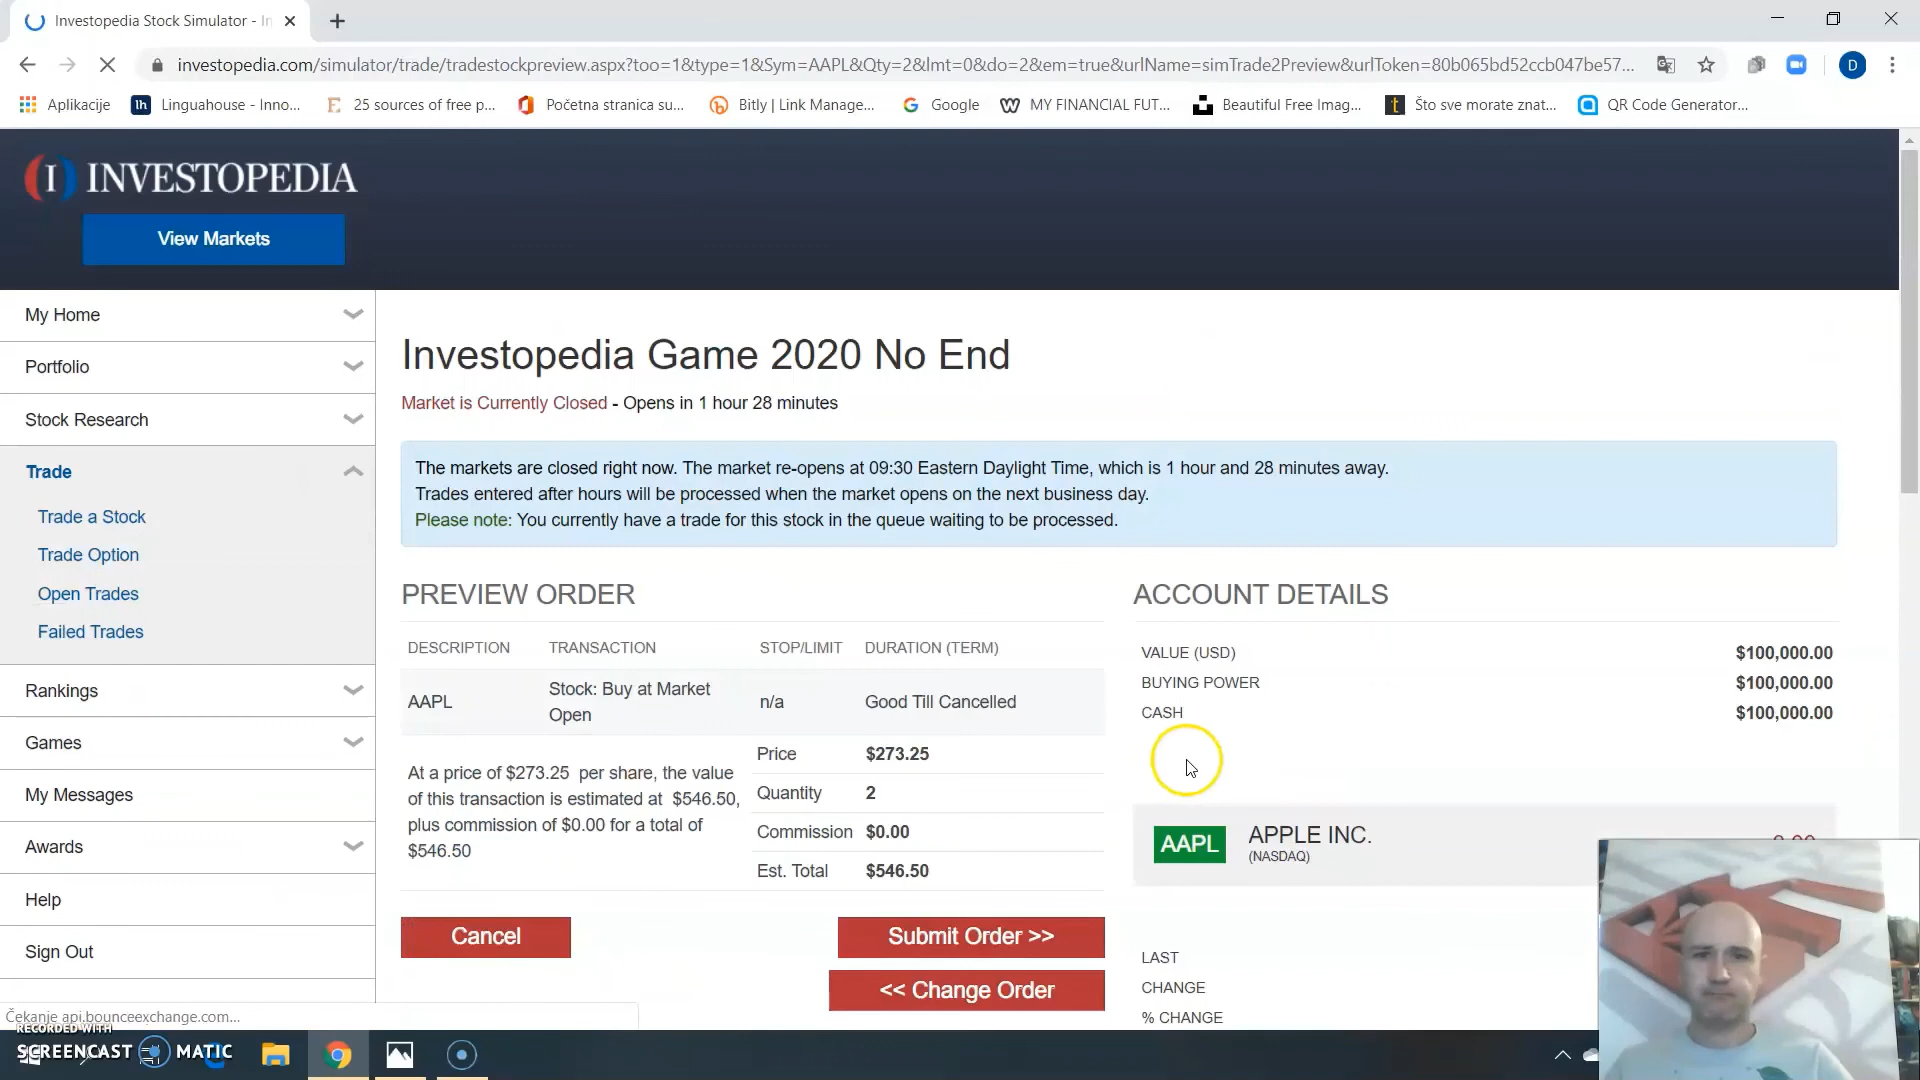 Investopedia Stock Simulator - In
investopedia.com/simulator/trade/tradestockpreview.aspx?too=1&type=1&Sym=AAPL&Qty=2&lmt=0&do=2&em=true&urlName=simTrade2Preview&urlToken=80b065bd52ccb047be57...
D
Aplikacije
lh Linguahouse - Inno...
E 25 sources of free p...
Početna stranica su...
Bitly | Link Manage...
G Google
W MY FINANCIAL FUT...
Beautiful Free Imag...
t Što sve morate znat...
QR Code Generator...
(I) INVESTOPEDIA
View Markets
My Home
Portfolio
Stock Research
Trade
Trade a Stock
Trade Option
Open Trades
Failed Trades
Rankings
Games
My Messages
Awards
Help
Sign Out
Investopedia Game 2020 No End
Market is Currently Closed - Opens in 1 hour 28 minutes
The markets are closed right now. The market re-opens at 09:30 Eastern Daylight Time, which is 1 hour and 28 minutes away.
Trades entered after hours will be processed when the market opens on the next business day.
Please note: You currently have a trade for this stock in the queue waiting to be processed.
PREVIEW ORDER
DESCRIPTION TRANSACTION STOP/LIMIT DURATION (TERM)
AAPL Stock: Buy at Market Open n/a Good Till Cancelled
At a price of $273.25 per share, the value
of this transaction is estimated at $546.50,
plus commission of $0.00 for a total of
$546.50
Price $273.25
Quantity 2
Commission $0.00
Est. Total $546.50
Cancel
Submit Order >>
<< Change Order
ACCOUNT DETAILS
VALUE (USD) $100,000.00
BUYING POWER $100,000.00
CASH $100,000.00
AAPL APPLE INC.
(NASDAQ)
LAST
CHANGE
% CHANGE
Čekanje api.bounceexchange.com...
RECORDED WITH
SCREENCAST MATIC